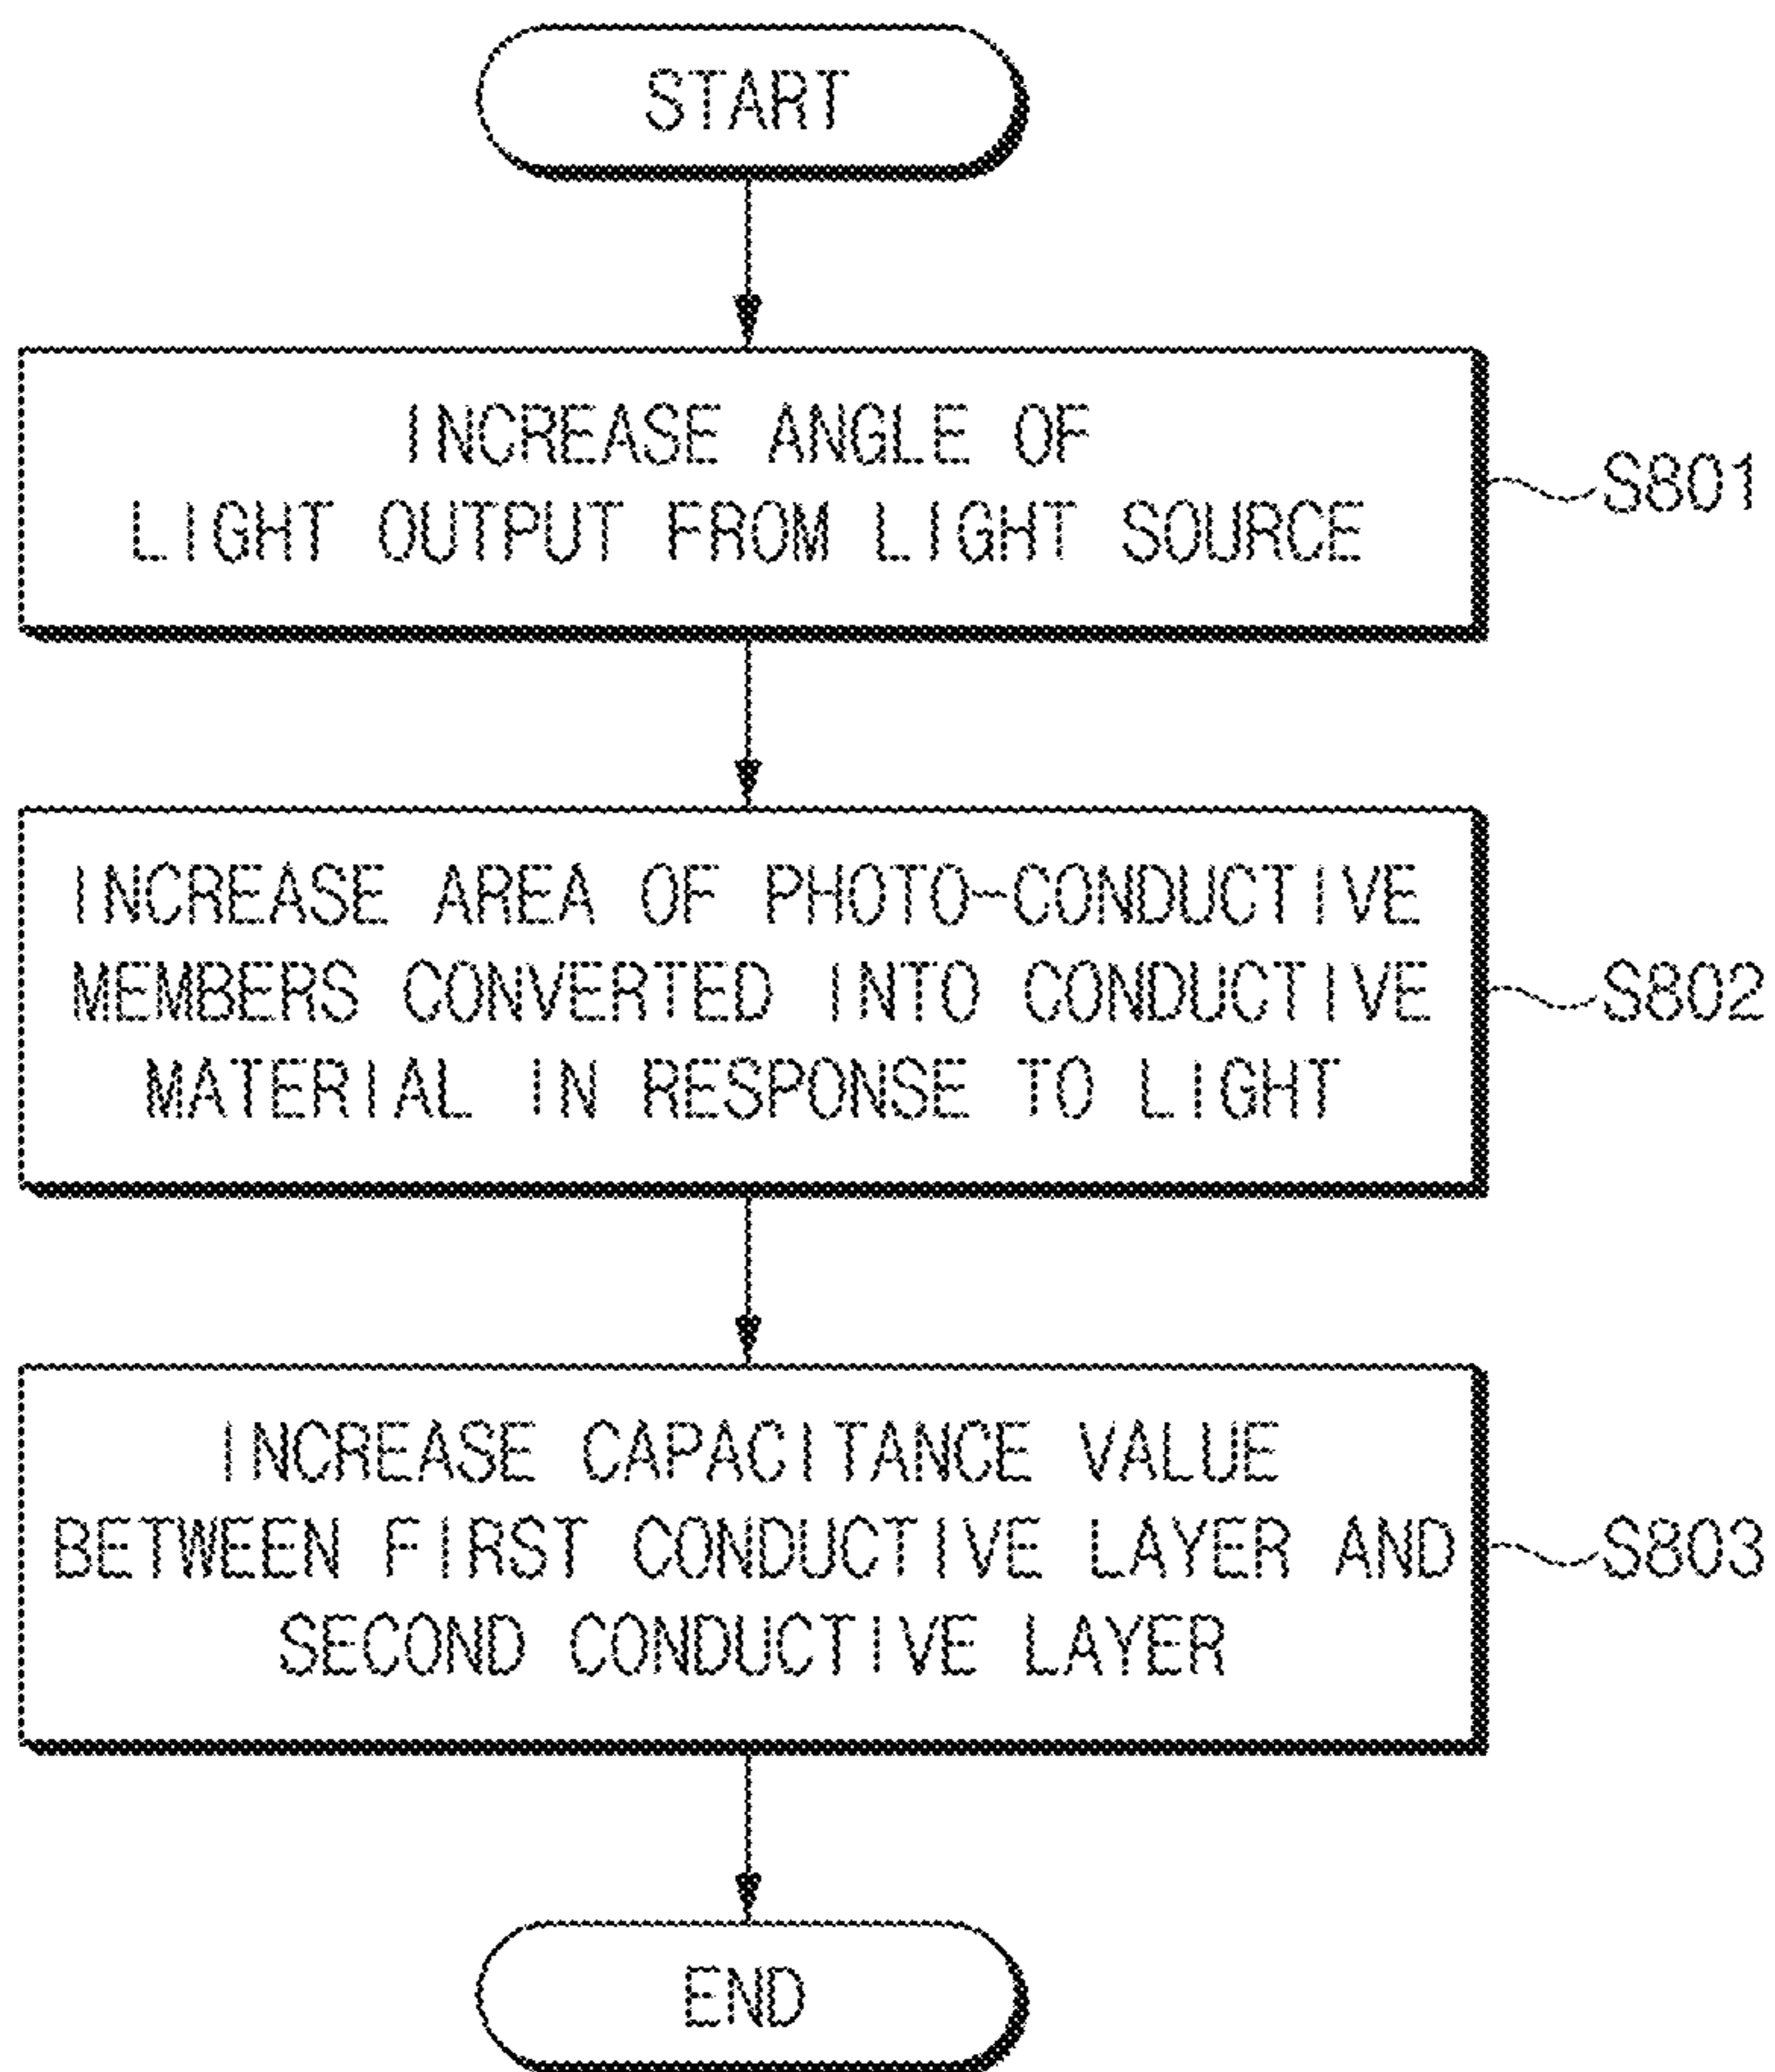 START
INCREASE ANGLE OF
LIGHT OUTPUT FROM LIGHT SOURCE
S801
INCREASE AREA OF PHOTO-CONDUCTIVE
MEMBERS CONVERTED INTO CONDUCTIVE
MATERIAL IN RESPONSE TO LIGHT
S802
INCREASE CAPACITANCE VALUE
BETWEEN FIRST CONDUCTIVE LAYER AND
SECOND CONDUCTIVE LAYER
S803
END